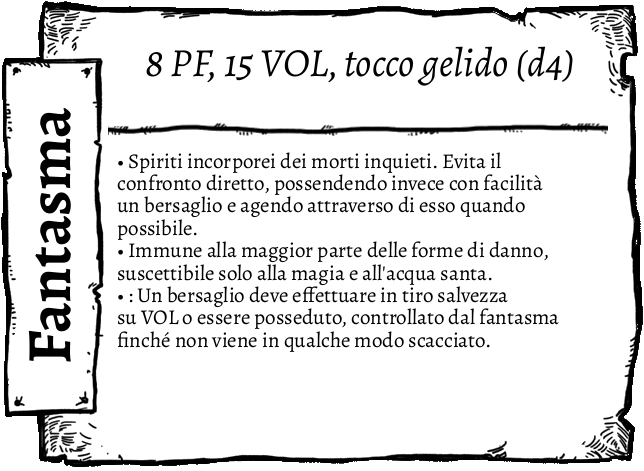 8 PF, 15 VOL, tocco gelido (d4)
Fantasma
• Spiriti incorporei dei morti inquieti. Evita il
confronto diretto, possendendo invece con facilità
un bersaglio e agendo attraverso di esso quando
possibile.
• Immune alla maggior parte delle forme di danno,
suscettibile solo alla magia e all'acqua santa.
• : Un bersaglio deve effettuare in tiro salvezza
su VOL o essere posseduto, controllato dal fantasma
finché non viene in qualche modo scacciato.